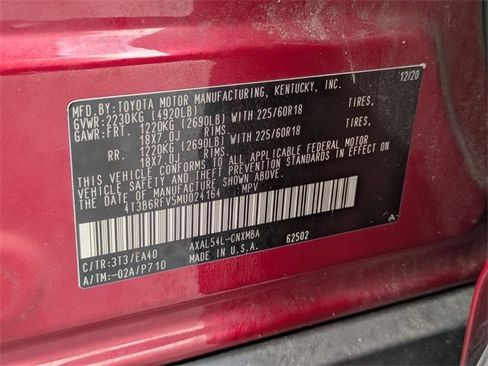 MFD.BY:TOYOTA MOTOR MANUFACTURING, KENTUCKY, INC. 12/20
GVWR:2230KG (4920LB)
GAWR:FRT. 1220KG (2690LB) WITH 225/60R18 TIRES,
18X7.0J RIMS
RR. 1220KG (2690LB) WITH 225/60R18 TIRES,
18X7.0J RIMS
THIS VEHICLE CONFORMS TO ALL APPLICABLE FEDERAL MOTOR
VEHICLE SAFETY AND THEFT PREVENTION STANDARDS IN EFFECT ON
THE DATE OF MANUFACTURE SHOWN ABOVE.
4T3B6RFV5MU024164 MPV
C/TR:3T3/EA40 AXAL54L-CNXMBA A
A/TM:-02A/P710 MADE IN U.S.A. 62502